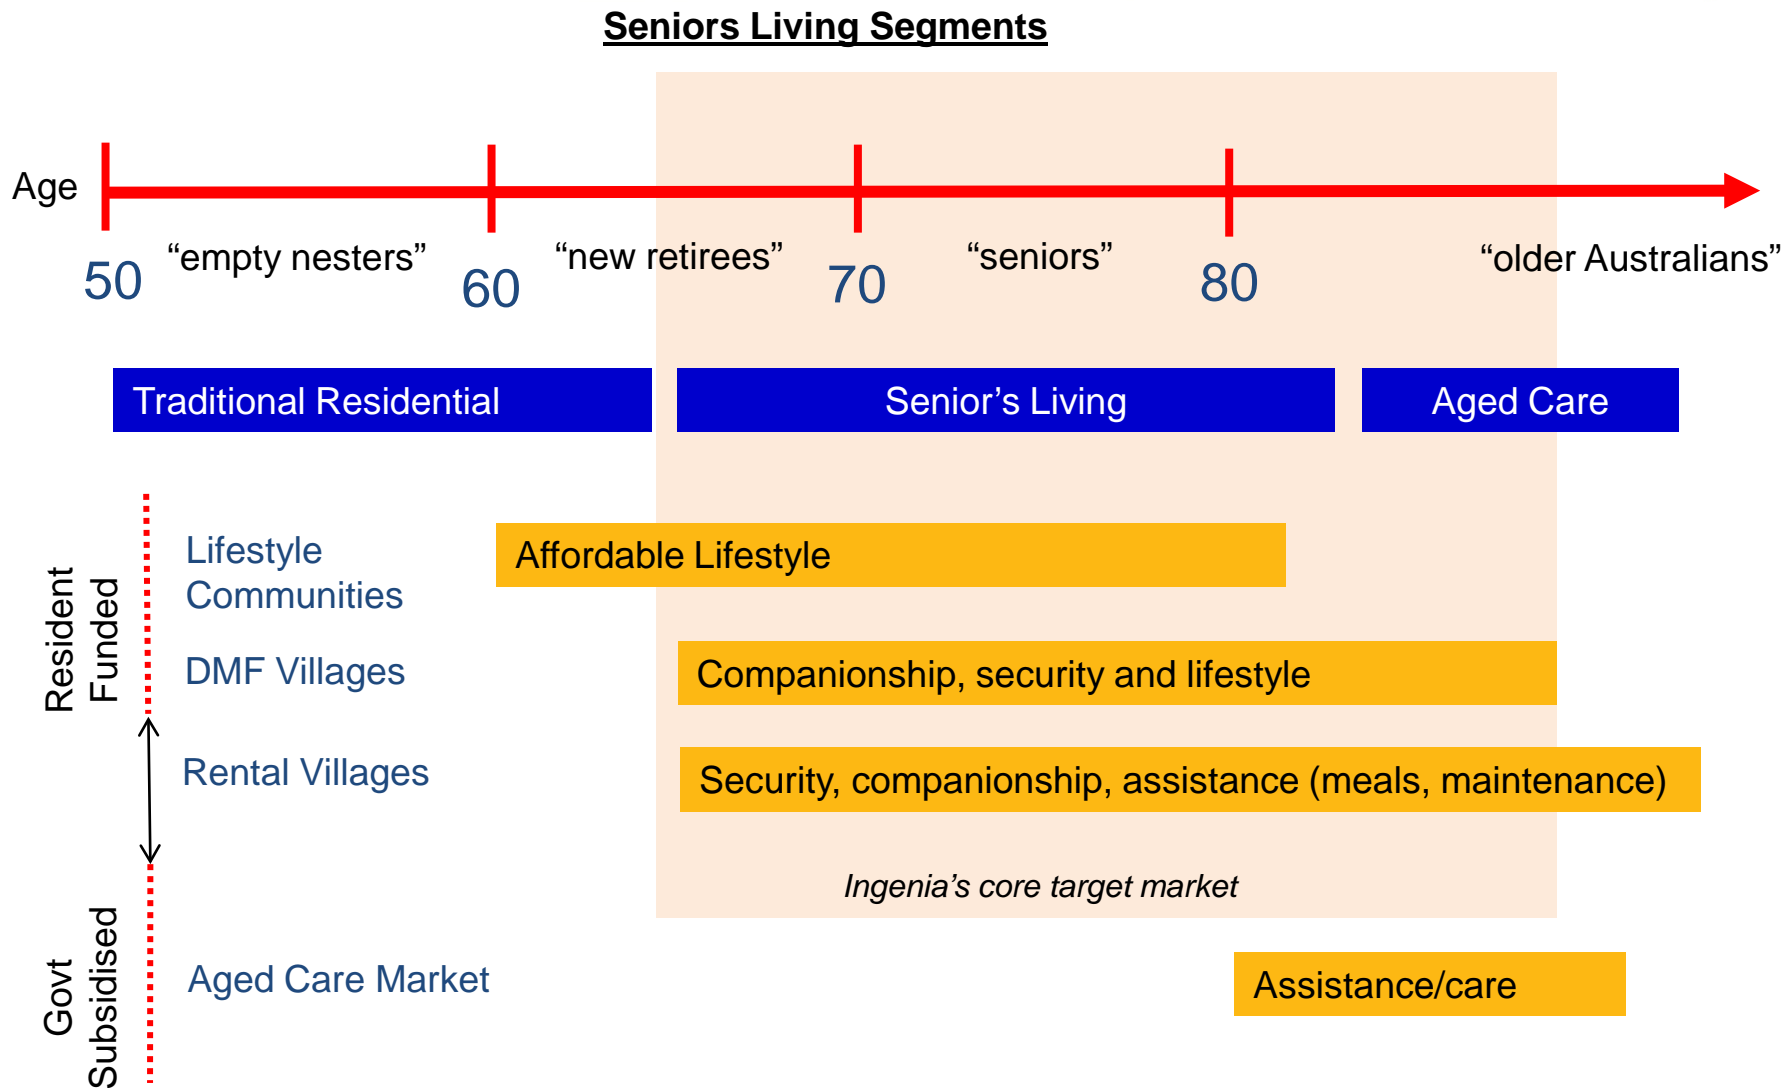 Seniors Living Segments
Age
50
“empty nesters”
60
“new retirees”
70
“seniors”
80
“older Australians”
Traditional Residential
Senior’s Living
Aged Care
Resident
Funded
Lifestyle
Communities
Affordable Lifestyle
DMF Villages
Companionship, security and lifestyle
Rental Villages
Security, companionship, assistance (meals, maintenance)
Ingenia’s core target market
Govt
Subsidised
Aged Care Market
Assistance/care